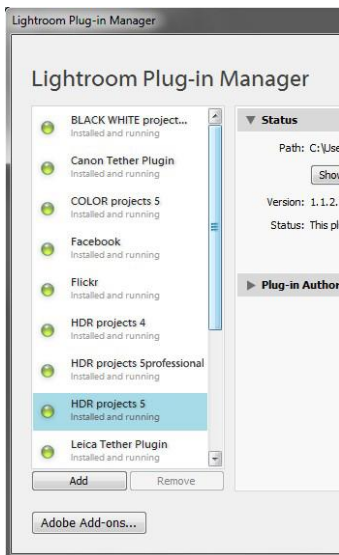 Lightroom Plug-in Manager
Lightroom Plug-in Manager
BLACK WHITE project...
Installed and running
Canon Tether Plugin
Installed and running
COLOR projects 5
Installed and running
Facebook
Installed and running
Flickr
Installed and running
HDR projects 4
Installed and running
HDR projects 5professional
Installed and running
HDR projects 5
Installed and running
Leica Tether Plugin
Installed and running
Add
Remove
Adobe Add-ons...
Status
Path: C:\Use
Show
Version: 1.1.2.
Status: This pl
Plug-in Author